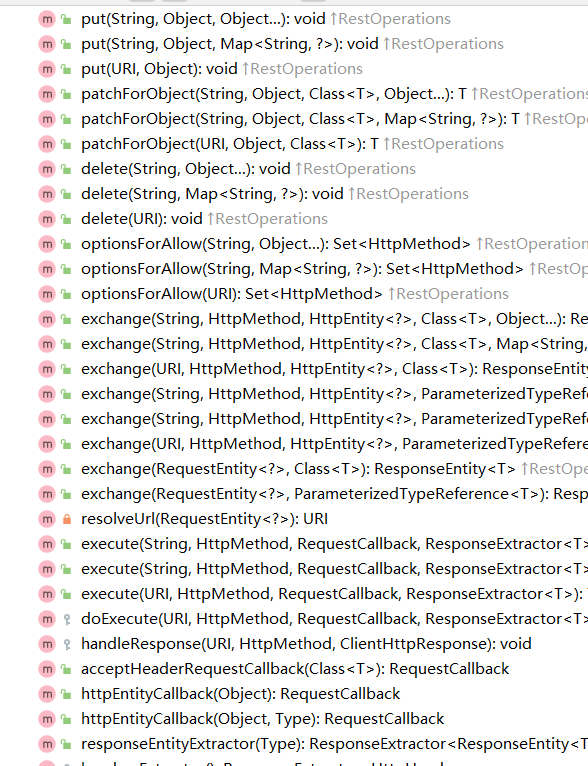 m put(String, Object, Object...): void ↑RestOperations
m put(String, Object, Map<String, ?>): void ↑RestOperations
m put(URI, Object): void ↑RestOperations
m patchForObject(String, Object, Class<T>, Object...): T ↑RestOperations
m patchForObject(String, Object, Class<T>, Map<String, ?>): T ↑RestOpe
m patchForObject(URI, Object, Class<T>): T ↑RestOperations
m delete(String, Object...): void ↑RestOperations
m delete(String, Map<String, ?>): void ↑RestOperations
m delete(URI): void ↑RestOperations
m optionsForAllow(String, Object...): Set<HttpMethod> ↑RestOperation
m optionsForAllow(String, Map<String, ?>): Set<HttpMethod> ↑RestOp
m optionsForAllow(URI): Set<HttpMethod> ↑RestOperations
m exchange(String, HttpMethod, HttpEntity<?>, Class<T>, Object...): Re
m exchange(String, HttpMethod, HttpEntity<?>, Class<T>, Map<String,
m exchange(URI, HttpMethod, HttpEntity<?>, Class<T>): ResponseEntity
m exchange(String, HttpMethod, HttpEntity<?>, ParameterizedTypeRefe
m exchange(String, HttpMethod, HttpEntity<?>, ParameterizedTypeRefe
m exchange(URI, HttpMethod, HttpEntity<?>, ParameterizedTypeRefere
m exchange(RequestEntity<?>, Class<T>): ResponseEntity<T> ↑RestOpe
m exchange(RequestEntity<?>, ParameterizedTypeReference<T>): Resp
m resolveUrl(RequestEntity<?>): URI
m execute(String, HttpMethod, RequestCallback, ResponseExtractor<T>
m execute(String, HttpMethod, RequestCallback, ResponseExtractor<T>
m execute(URI, HttpMethod, RequestCallback, ResponseExtractor<T>):
m doExecute(URI, HttpMethod, RequestCallback, ResponseExtractor<T>
m handleResponse(URI, HttpMethod, ClientHttpResponse): void
m acceptHeaderRequestCallback(Class<T>): RequestCallback
m httpEntityCallback(Object): RequestCallback
m httpEntityCallback(Object, Type): RequestCallback
m responseEntityExtractor(Type): ResponseExtractor<ResponseEntity<T